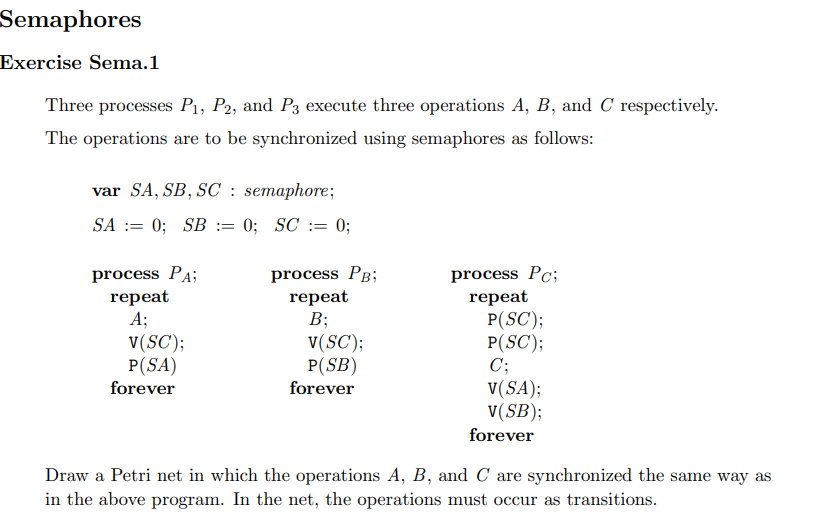 Semaphores
Exercise Sema.1
Three processes P₁, P₂, and P₃ execute three operations A, B, and C respectively.
The operations are to be synchronized using semaphores as follows:
var SA, SB, SC : semaphore;
SA := 0; SB := 0; SC := 0;
process P_A; process P_B; process P_C;
repeat repeat repeat
A; B; P(SC);
V(SC); V(SC); P(SC);
P(SA) P(SB) C;
forever forever V(SA);
V(SB);
forever
Draw a Petri net in which the operations A, B, and C are synchronized the same way as
in the above program. In the net, the operations must occur as transitions.